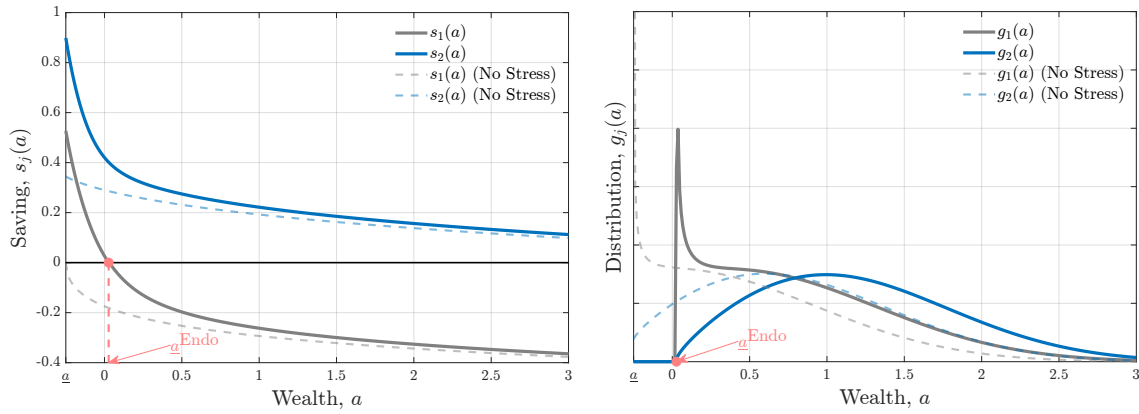 s₁(a)
s₂(a)
s₁(a) (No Stress)
s₂(a) (No Stress)
Saving, sⱼ(a)
1
0.8
0.6
0.4
0.2
0
-0.2
-0.4
a̲ᴱⁿᵈᵒ
a̲ 0 0.5 1 1.5 2 2.5 3
Wealth, a
g₁(a)
g₂(a)
g₁(a) (No Stress)
g₂(a) (No Stress)
Distribution, gⱼ(a)
a̲ᴱⁿᵈᵒ
a̲ 0 0.5 1 1.5 2 2.5 3
Wealth, a